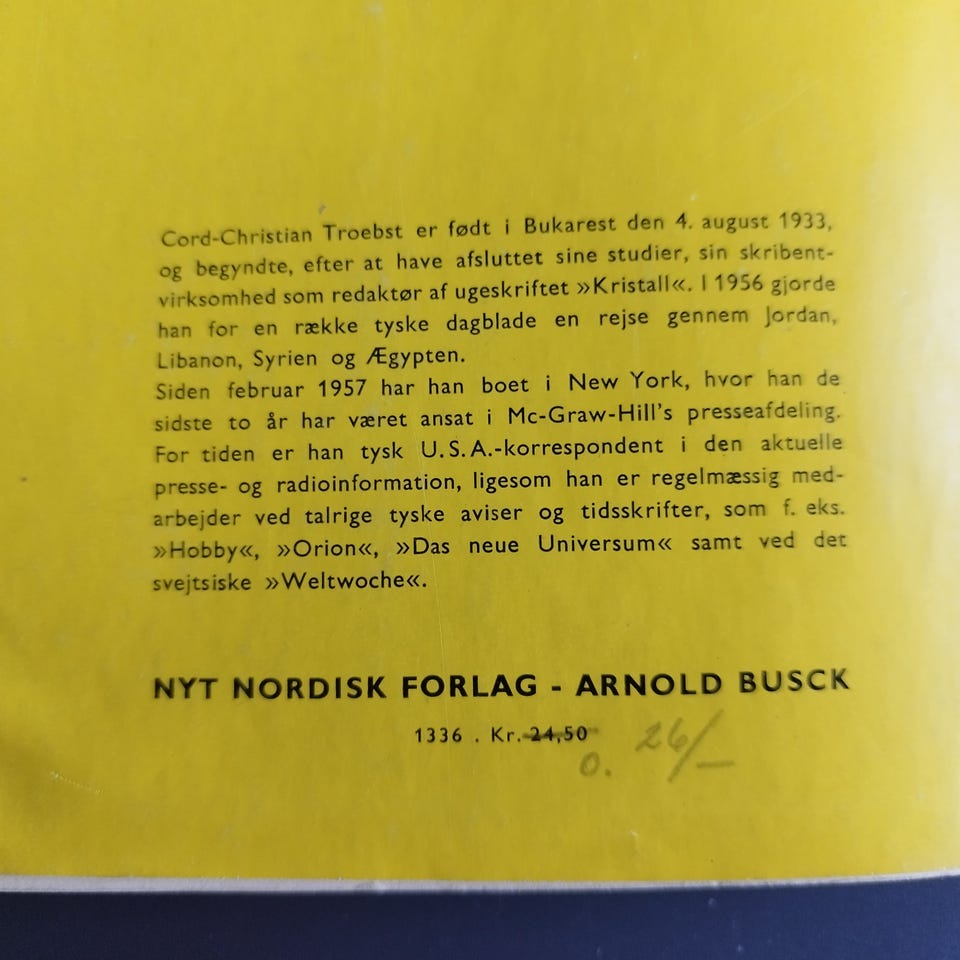 Cord-Christian Troebst er født i Bukarest den 4. august 1933,
og begyndte, efter at have afsluttet sine studier, sin skribent-
virksomhed som redaktør af ugeskriftet »Kristall«. I 1956 gjorde
han for en række tyske dagblade en rejse gennem Jordan,
Libanon, Syrien og Ægypten.
Siden februar 1957 har han boet i New York, hvor han de
sidste to år har været ansat i Mc-Graw-Hill's presseafdeling.
For tiden er han tysk U.S.A.-korrespondent i den aktuelle
presse- og radioinformation, ligesom han er regelmæssig med-
arbejder ved talrige tyske aviser og tidsskrifter, som f. eks.
»Hobby«, »Orion«, »Das neue Universum« samt ved det
svejtsiske »Weltwoche«.
NYT NORDISK FORLAG - ARNOLD BUSCK
1336 . Kr. 24,50
o. 26/-